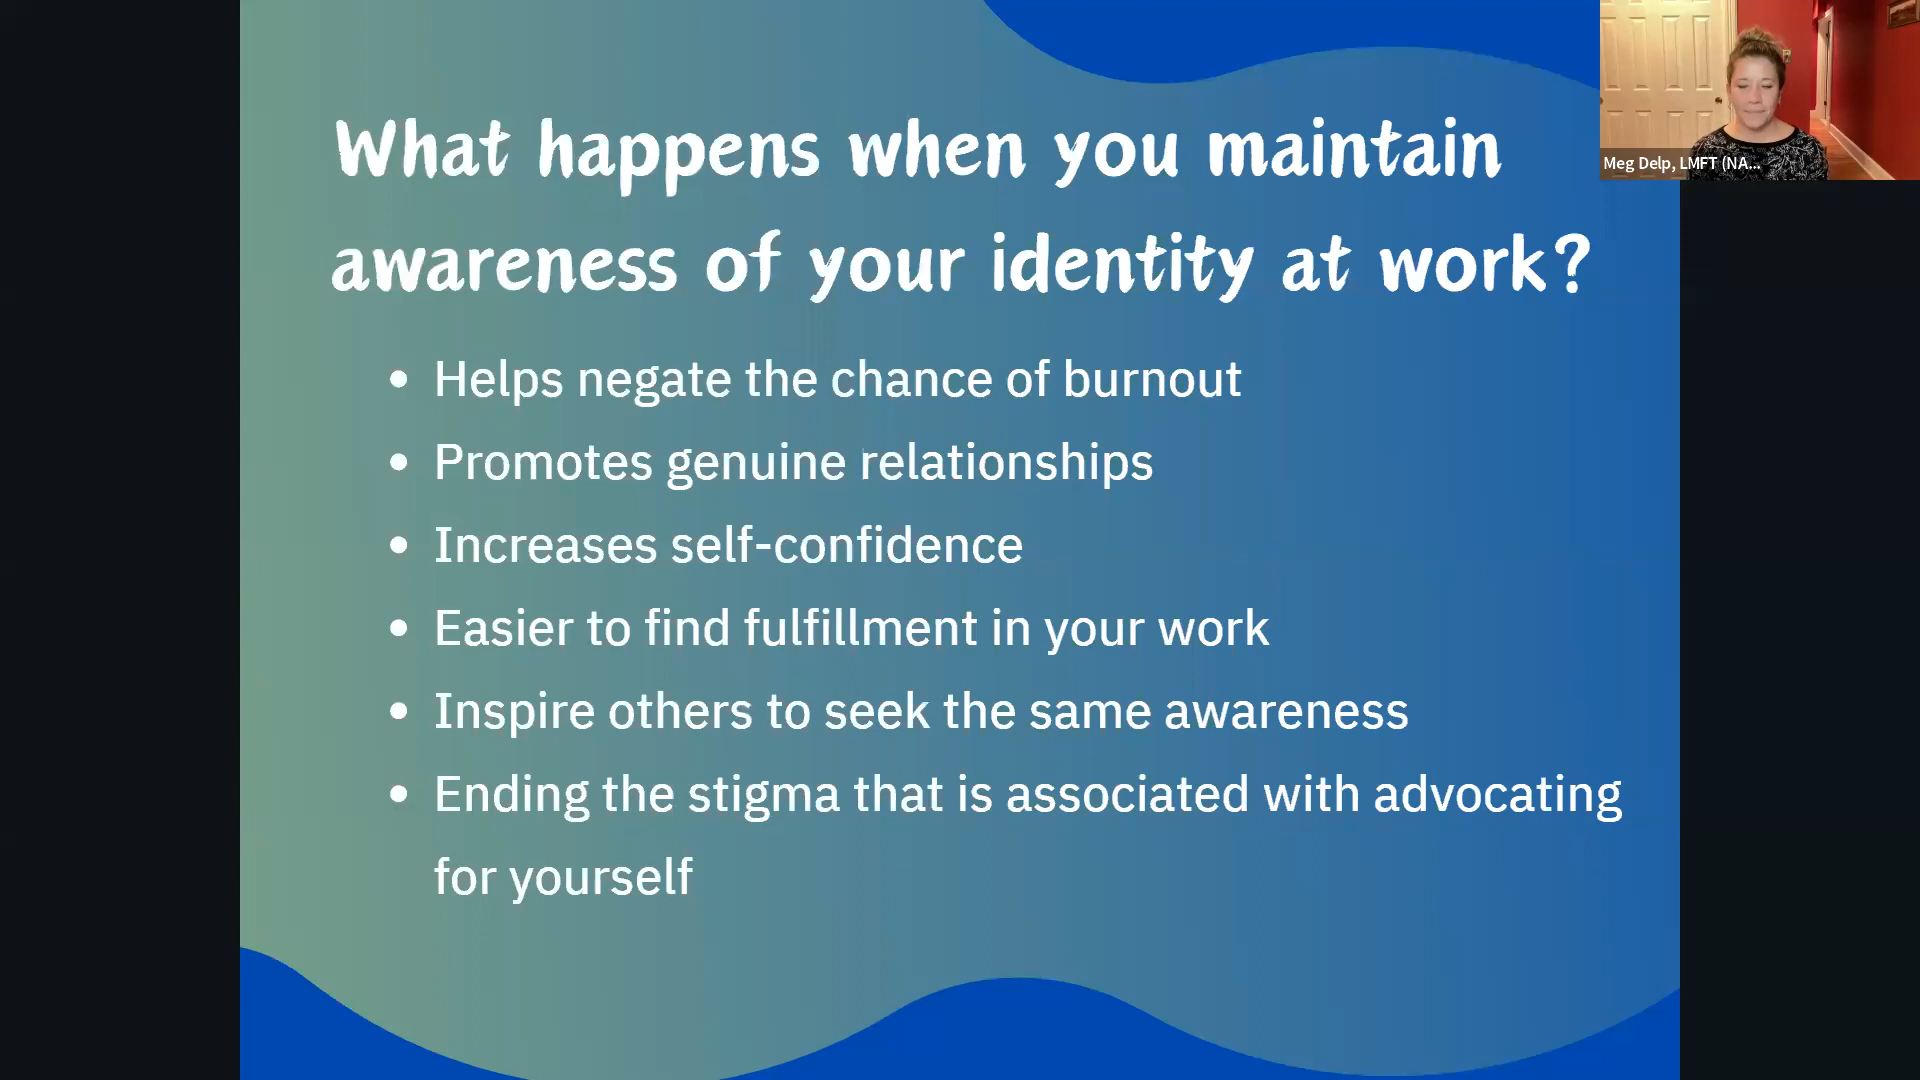 What happens when you maintain
awareness of your identity at work?
• Helps negate the chance of burnout
• Promotes genuine relationships
• Increases self-confidence
• Easier to find fulfillment in your work
• Inspire others to seek the same awareness
• Ending the stigma that is associated with advocating
for yourself
Meg Delp, LMFT (NA...